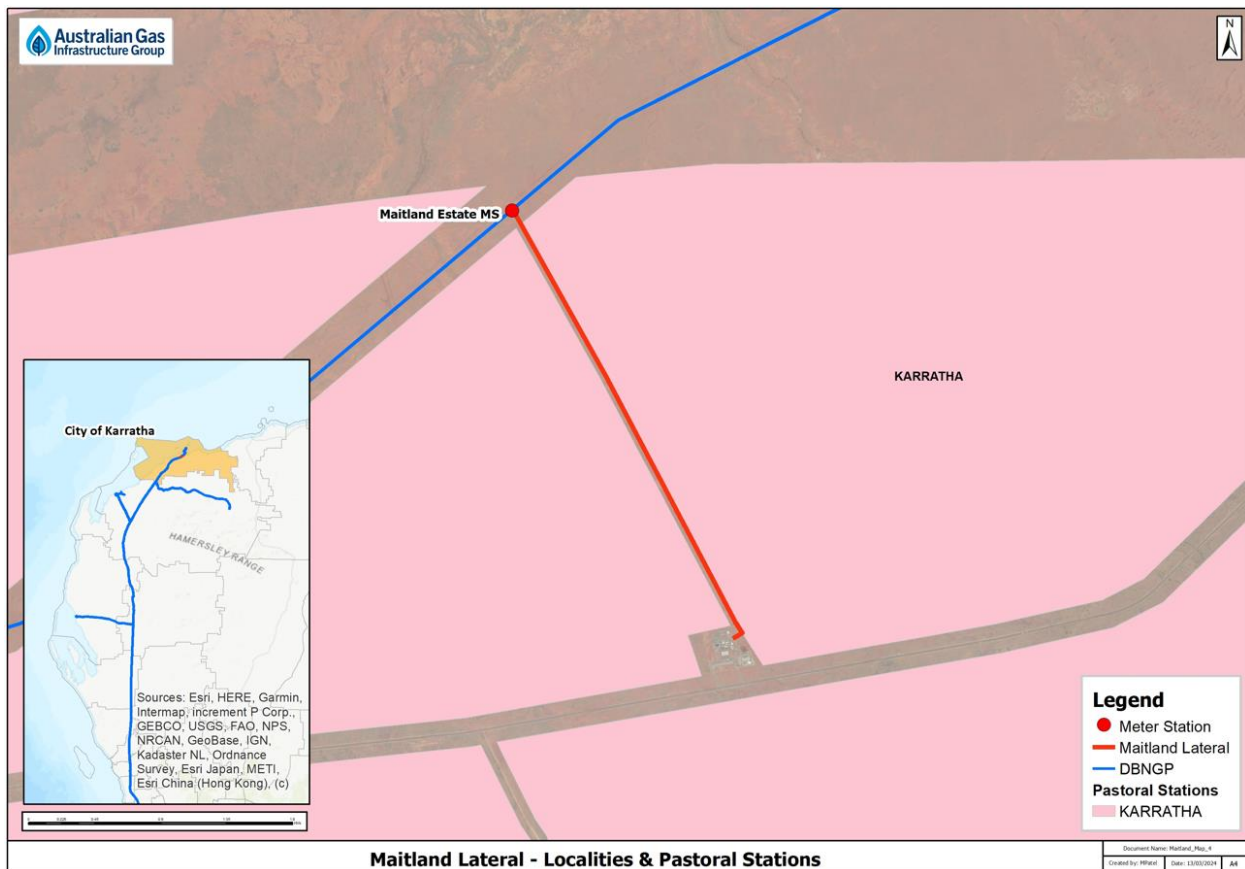 Australian Gas
Infrastructure Group
N
Maitland Estate MS
KARRATHA
City of Karratha
HAMERSLEY RANGE
Sources: Esri, HERE, Garmin,
Intermap, increment P Corp.,
GEBCO, USGS, FAO, NPS,
NRCAN, GeoBase, IGN,
Kadaster NL, Ordnance
Survey, Esri Japan, METI,
Esri China (Hong Kong), (c)
Legend
Meter Station
Maitland Lateral
DBNGP
Pastoral Stations
KARRATHA
Maitland Lateral - Localities & Pastoral Stations
Document Name: Maitland_Map_4
Created by: MPatel Date: 13/03/2024 A4